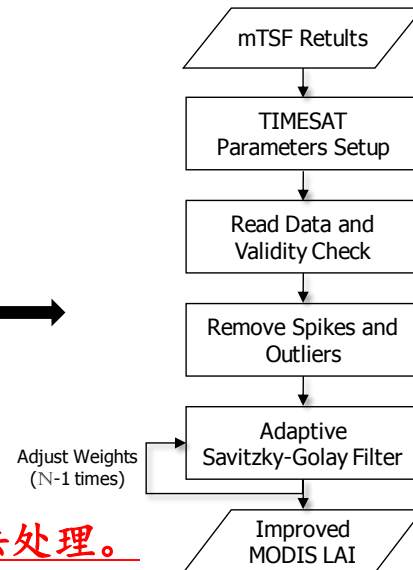 mTSF Retults
TIMESAT
Parameters Setup
Read Data and
Validity Check
Remove Spikes and
Outliers
Adaptive
Savitzky-Golay Filter
Adjust Weights
(N-1 times)
处理。
Improved
MODIS LAI